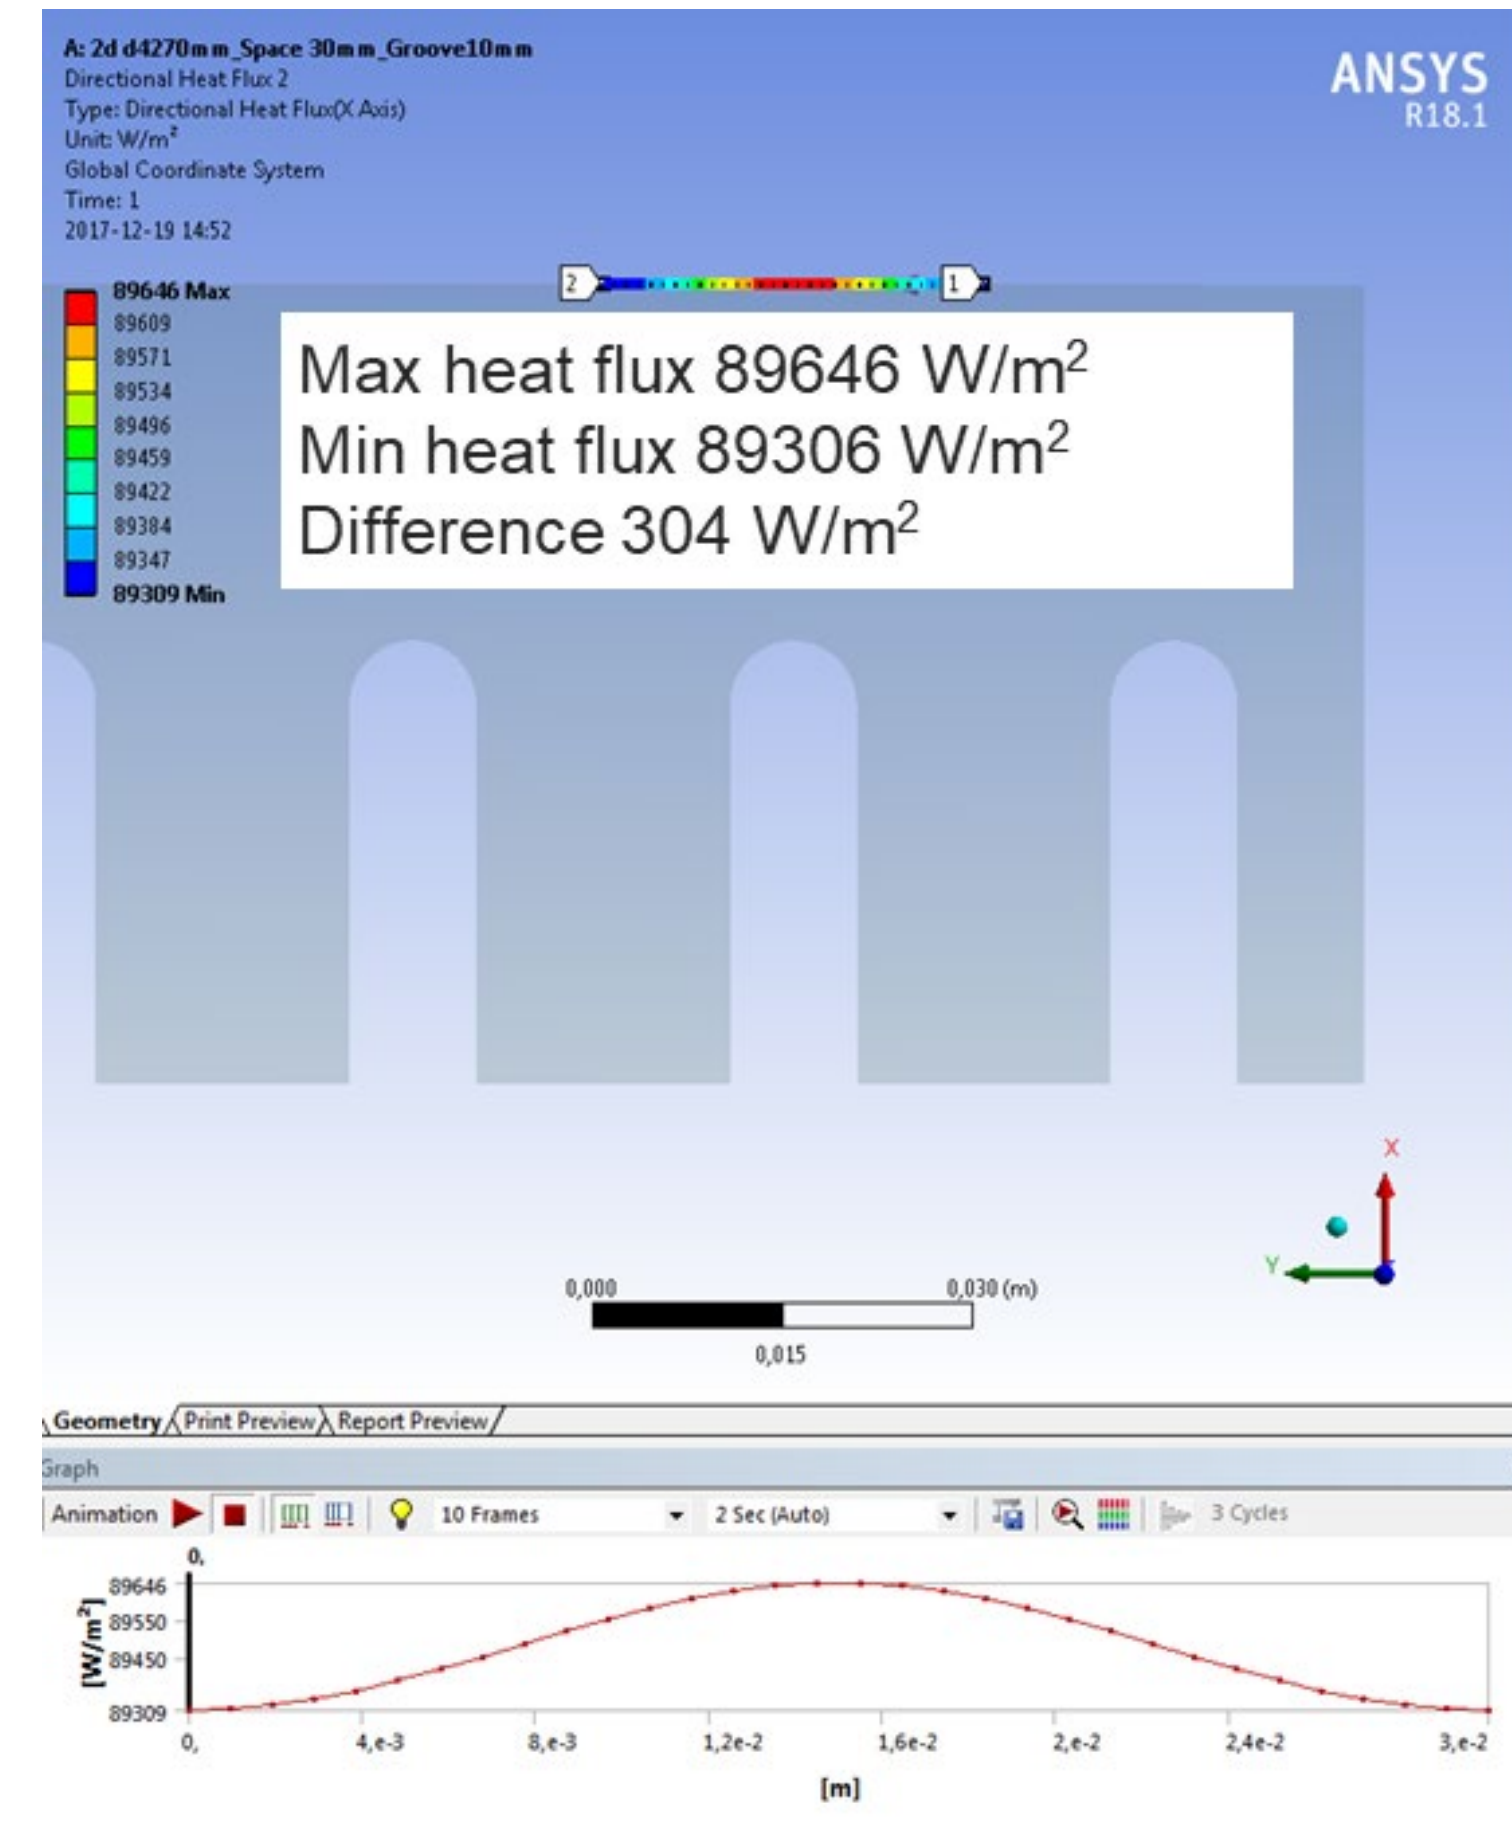 A: 2d d4270mm_Space 30mm_Groove10mm
Directional Heat Flux 2
Type: Directional Heat Flux(X Axis)
Unit: W/m²
Global Coordinate System
Time: 1
2017-12-19 14:52
ANSYS
R18.1
2
1
89646 Max
89609
89571
89534
89496
89459
89422
89384
89347
89309 Min
Max heat flux 89646 W/m²
Min heat flux 89306 W/m²
Difference 304 W/m²
X
Y
0,000
0,030 (m)
0,015
Geometry Print Preview Report Preview
Graph
Animation 10 Frames 2 Sec (Auto) 3 Cycles
0,
89646
89550
89450
89309
[W/m²]
0, 4,e-3 8,e-3 1,2e-2 1,6e-2 2,e-2 2,4e-2 3,e-2
[m]